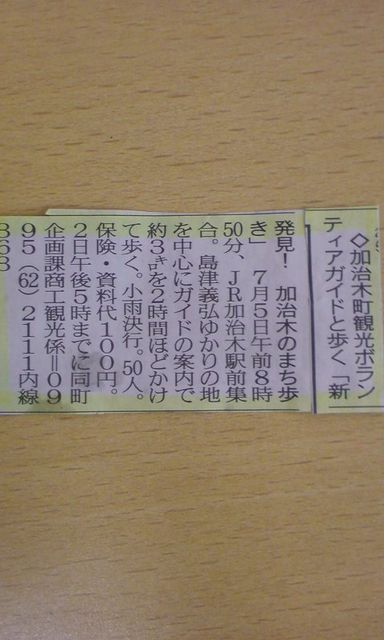 ◇加治木町観光ボラン
ティアガイドと歩く「新
発見！　加治木のまち歩
き」　7月5日午前8時
50分、JR加治木駅前集
合。島津義弘ゆかりの地
を中心にガイドの案内で
約3㌔を2時間ほどかけ
て歩く。小雨決行。50人。
保険・資料代100円。
2日午後5時までに同町
企画課商工観光係＝09
95（62）2111内線